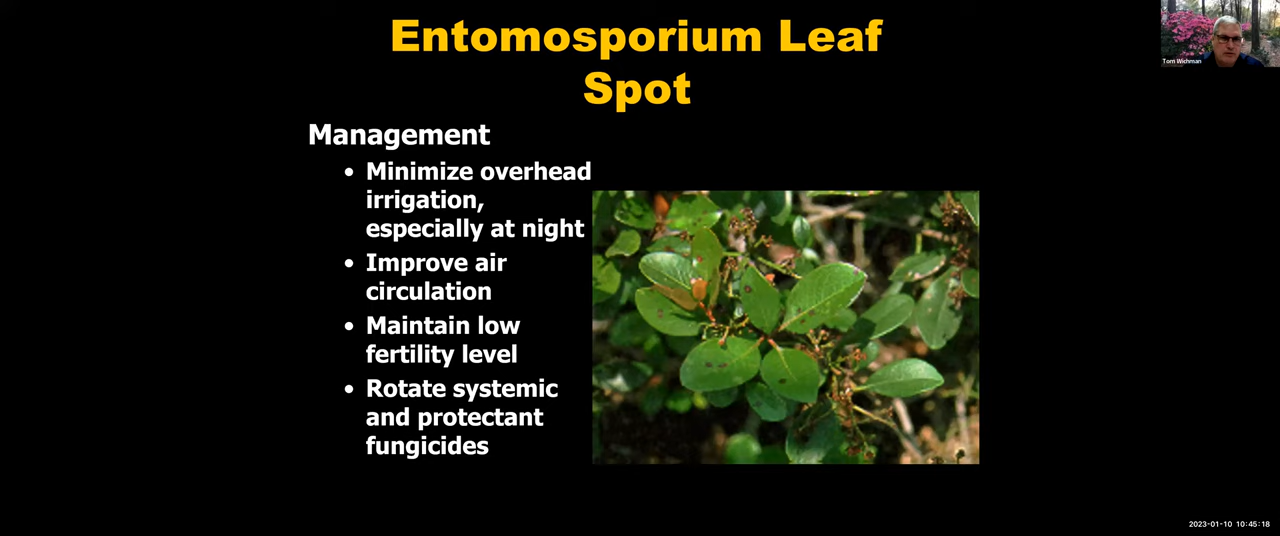 Entomosporium Leaf
Spot
Tom Wichman
Management
• Minimize overhead
irrigation,
especially at night
• Improve air
circulation
• Maintain low
fertility level
• Rotate systemic
and protectant
fungicides
2023-01-10 10:45:18